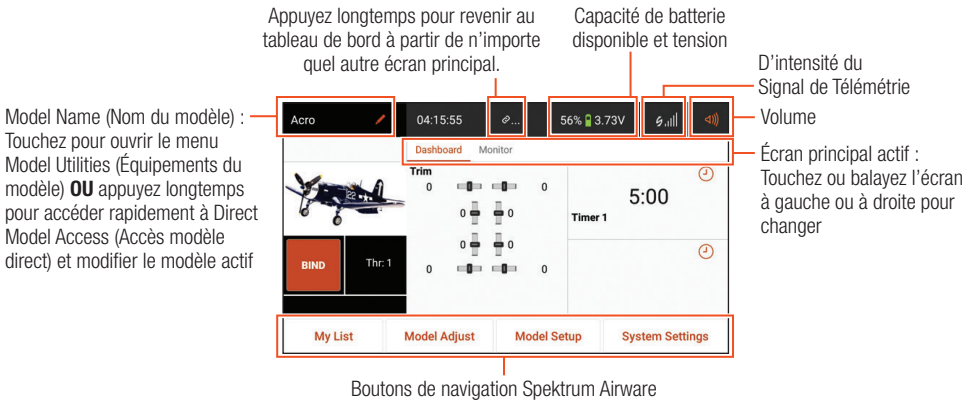 Appuyez longtemps pour revenir au
tableau de bord à partir de n’importe
quel autre écran principal.
Capacité de batterie
disponible et tension
D’intensité du
Signal de Télémétrie
Volume
Model Name (Nom du modèle) :
Touchez pour ouvrir le menu
Model Utilities (Équipements du
modèle) OU appuyez longtemps
pour accéder rapidement à Direct
Model Access (Accès modèle
direct) et modifier le modèle actif
Écran principal actif :
Touchez ou balayez l’écran
à gauche ou à droite pour
changer
Acro
04:15:55
...
56% 3.73V
Dashboard Monitor
Trim
0 0
0 0
0 0
0 0
5:00
Timer 1
BIND
Thr: 1
My List
Model Adjust
Model Setup
System Settings
Boutons de navigation Spektrum Airware